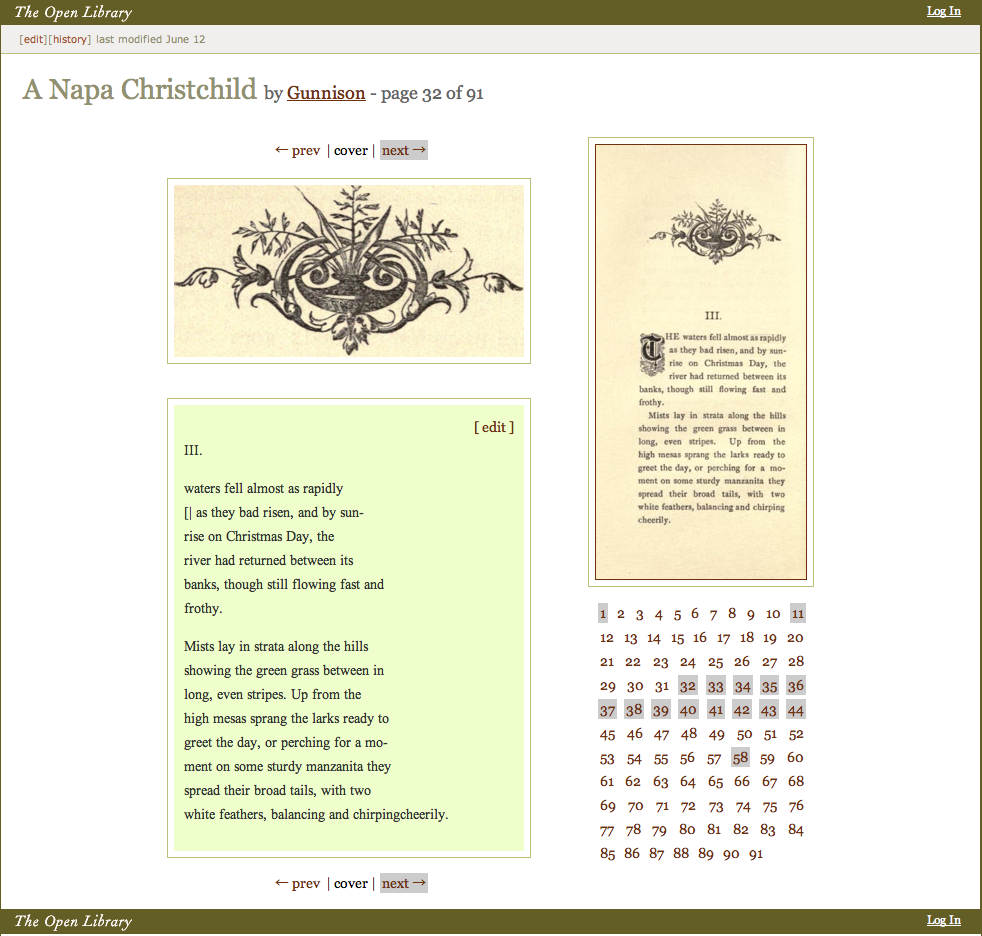 The Open Library
Log In
[edit][history] last modified June 12
A Napa Christchild by Gunnison - page 32 of 91
← prev | cover | next →
[ edit ]
III.
waters fell almost as rapidly
[| as they bad risen, and by sun-
rise on Christmas Day, the
river had returned between its
banks, though still flowing fast and
frothy.
Mists lay in strata along the hills
showing the green grass between in
long, even stripes. Up from the
high mesas sprang the larks ready to
greet the day, or perching for a mo-
ment on some sturdy manzanita they
spread their broad tails, with two
white feathers, balancing and chirpingcheerily.
← prev | cover | next →
III.
THE waters fell almost as rapidly
as they had risen, and by sun-
rise on Christmas Day, the
river had returned between its
banks, though still flowing fast and
frothy.
Mists lay in strata along the hills
showing the green grass between in
long, even stripes. Up from the
high mesas sprang the larks ready to
greet the day, or perching for a mo-
ment on some sturdy manzanita they
spread their broad tails, with two
white feathers, balancing and chirping
cheerily.
1 2 3 4 5 6 7 8 9 10 11
12 13 14 15 16 17 18 19 20
21 22 23 24 25 26 27 28
29 30 31 32 33 34 35 36
37 38 39 40 41 42 43 44
45 46 47 48 49 50 51 52
53 54 55 56 57 58 59 60
61 62 63 64 65 66 67 68
69 70 71 72 73 74 75 76
77 78 79 80 81 82 83 84
85 86 87 88 89 90 91
The Open Library
Log In